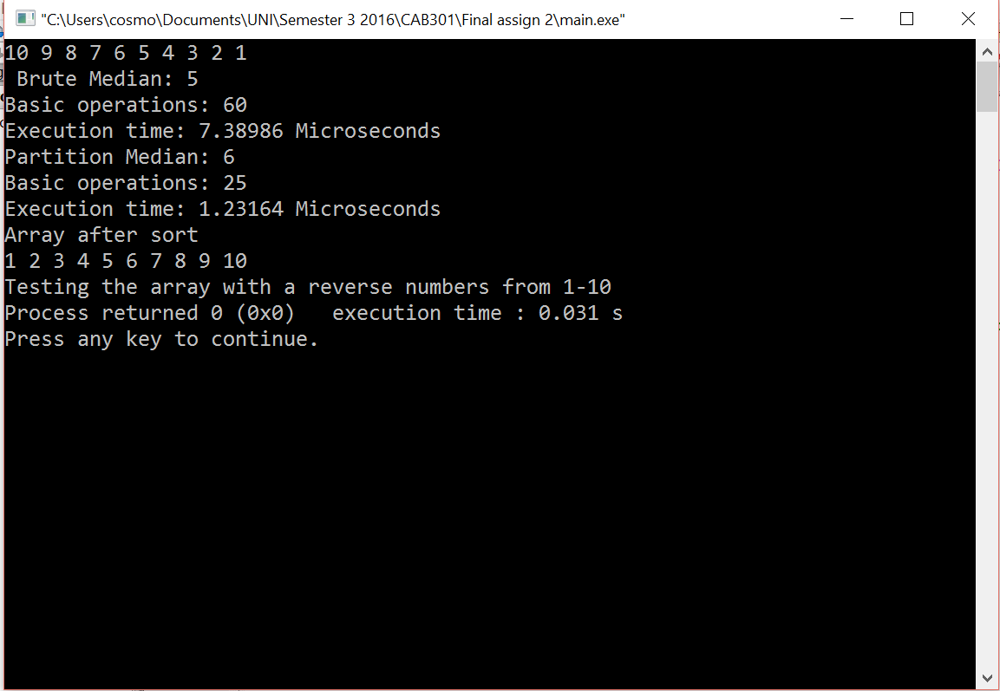 "C:\Users\cosmo\Documents\UNI\Semester 3 2016\CAB301\Final assign 2\main.exe"
10 9 8 7 6 5 4 3 2 1
 Brute Median: 5
Basic operations: 60
Execution time: 7.38986 Microseconds
Partition Median: 6
Basic operations: 25
Execution time: 1.23164 Microseconds
Array after sort
1 2 3 4 5 6 7 8 9 10
Testing the array with a reverse numbers from 1-10
Process returned 0 (0x0)   execution time : 0.031 s
Press any key to continue.